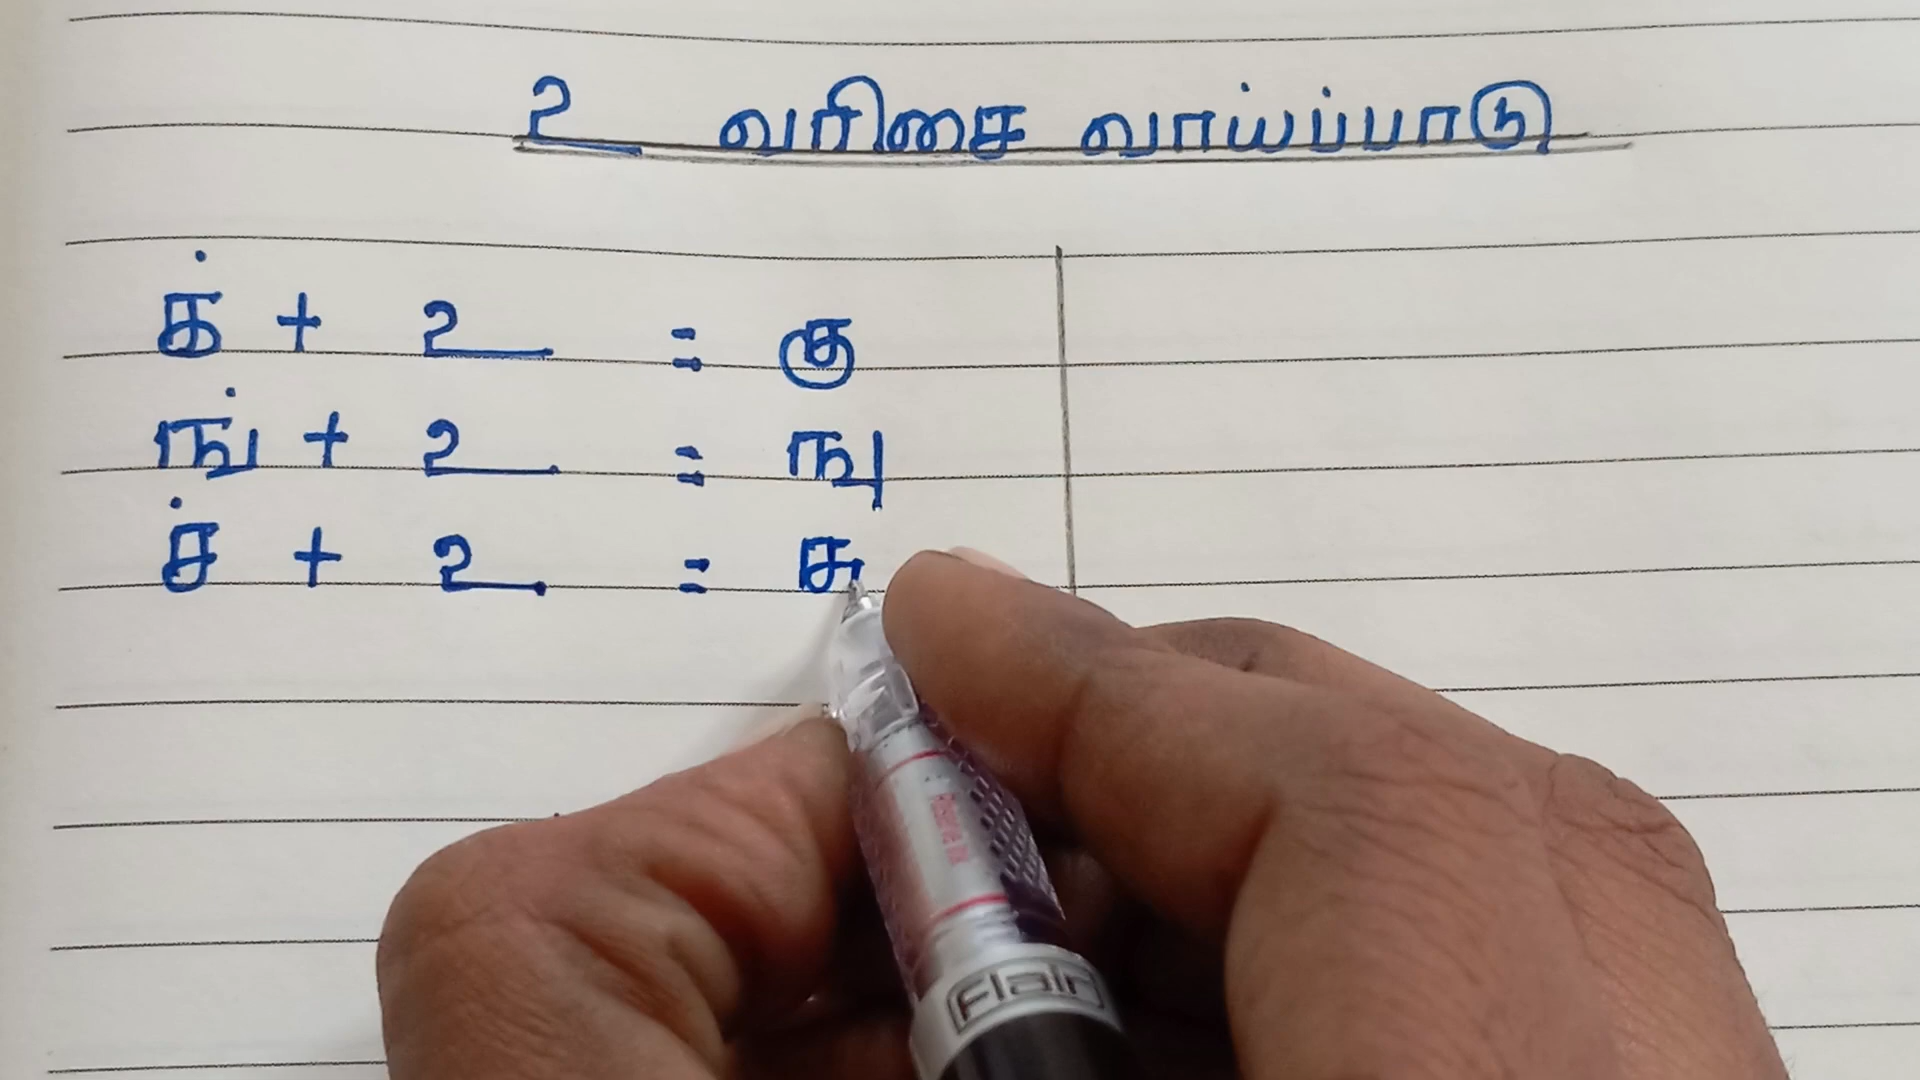 உ வரிசை வாய்ப்பாடு
க் + உ = கு
ங் + உ = ஙு
ச் + உ = சு
Flair